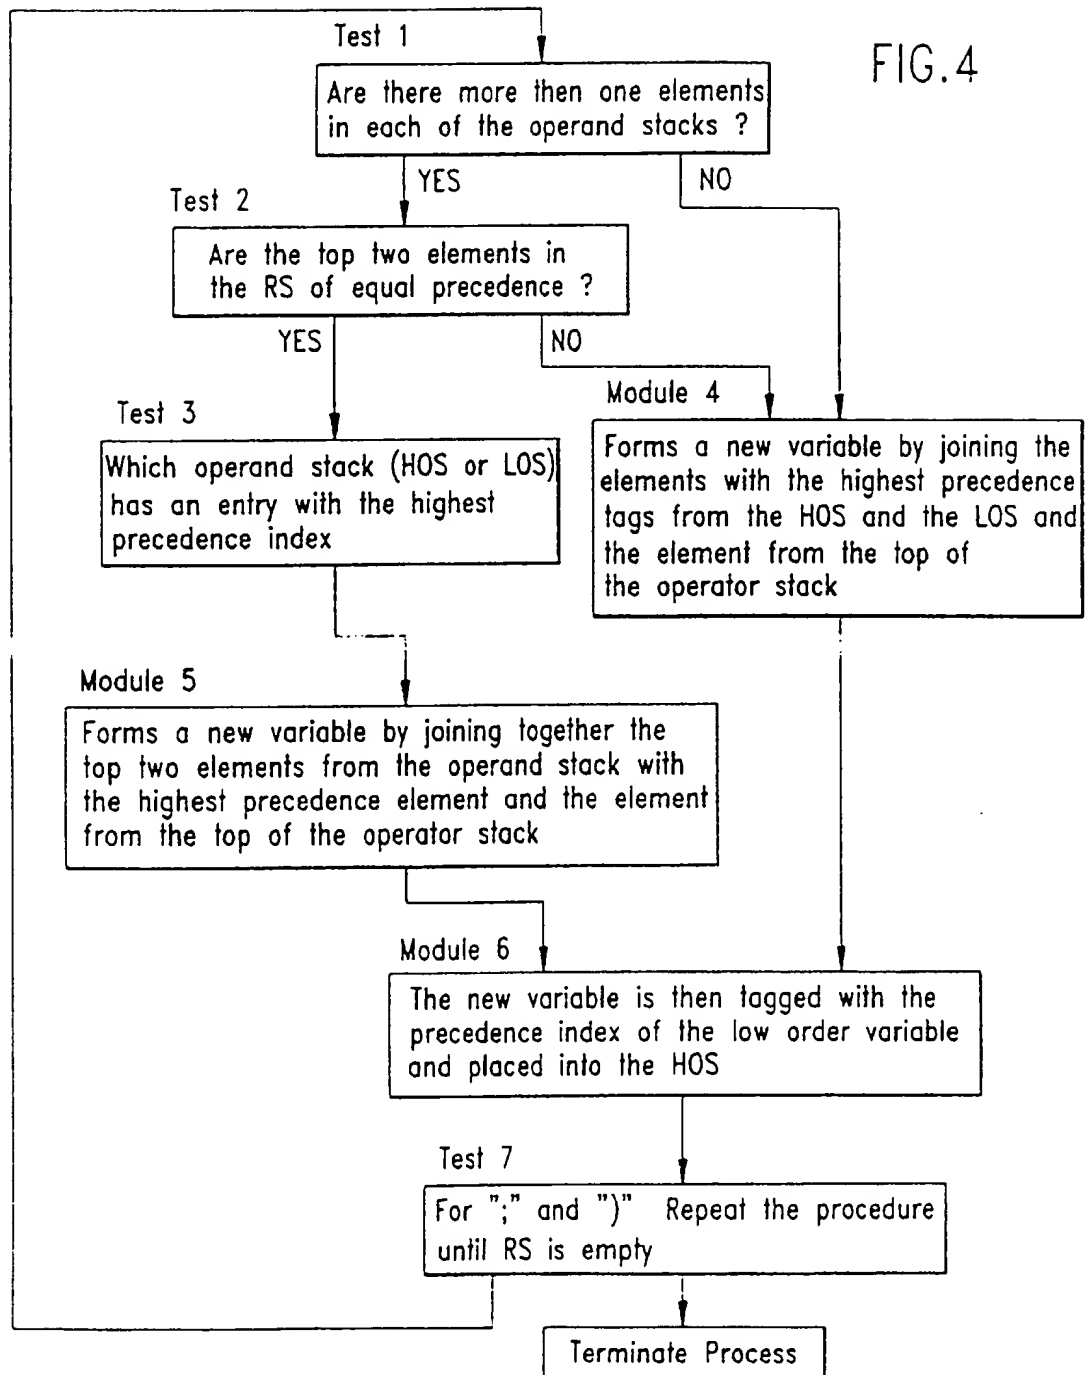 FIG.4
Test 1
Are there more then one elements
in each of the operand stacks ?
YES
NO
Test 2
Are the top two elements in
the RS of equal precedence ?
YES
NO
Test 3
Which operand stack (HOS or LOS)
has an entry with the highest
precedence index
Module 4
Forms a new variable by joining the
elements with the highest precedence
tags from the HOS and the LOS and
the element from the top of
the operator stack
Module 5
Forms a new variable by joining together the
top two elements from the operand stack with
the highest precedence element and the element
from the top of the operator stack
Module 6
The new variable is then tagged with the
precedence index of the low order variable
and placed into the HOS
Test 7
For ";" and ")" Repeat the procedure
until RS is empty
Terminate Process